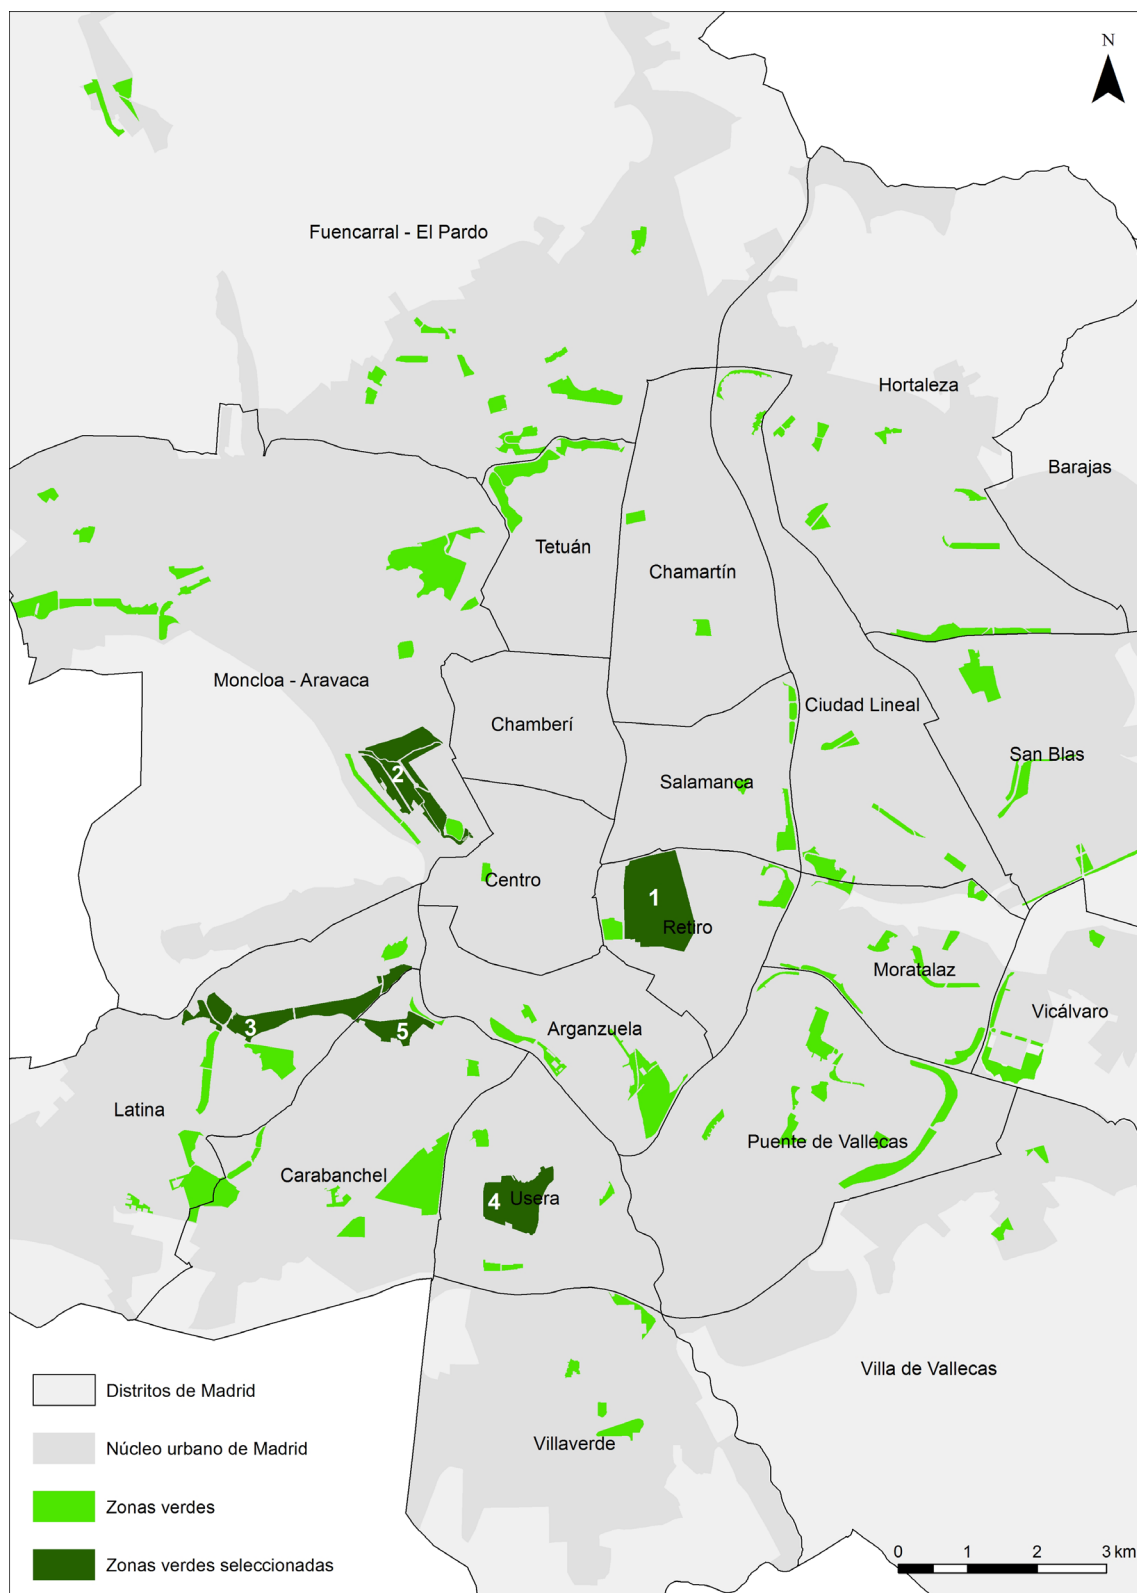 N
Fuencarral - El Pardo
Hortaleza
Barajas
Tetuán
Chamartín
Moncloa - Aravaca
Ciudad Lineal
Chamberí
San Blas
2
Salamanca
Centro
1
Retiro
Moratalaz
Vicálvaro
3
5
Arganzuela
Latina
Puente de Vallecas
Carabanchel
4
Usera
Villa de Vallecas
Villaverde
Distritos de Madrid
Núcleo urbano de Madrid
Zonas verdes
Zonas verdes seleccionadas
0 1 2 3 km